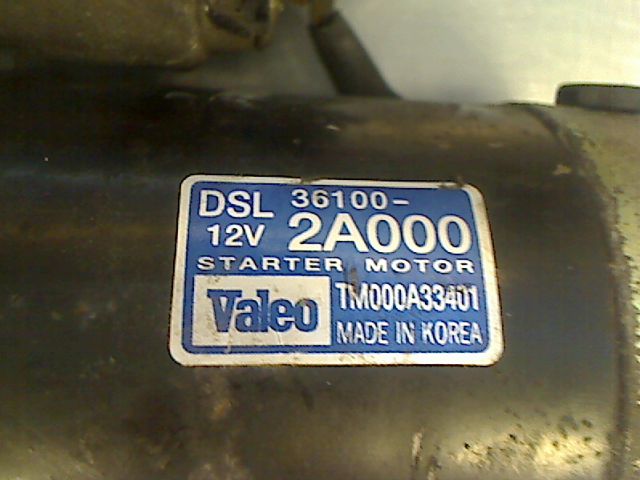 DSL 36100-
12V 2A000
STARTER MOTOR
Valeo TM000A33401
MADE IN KOREA